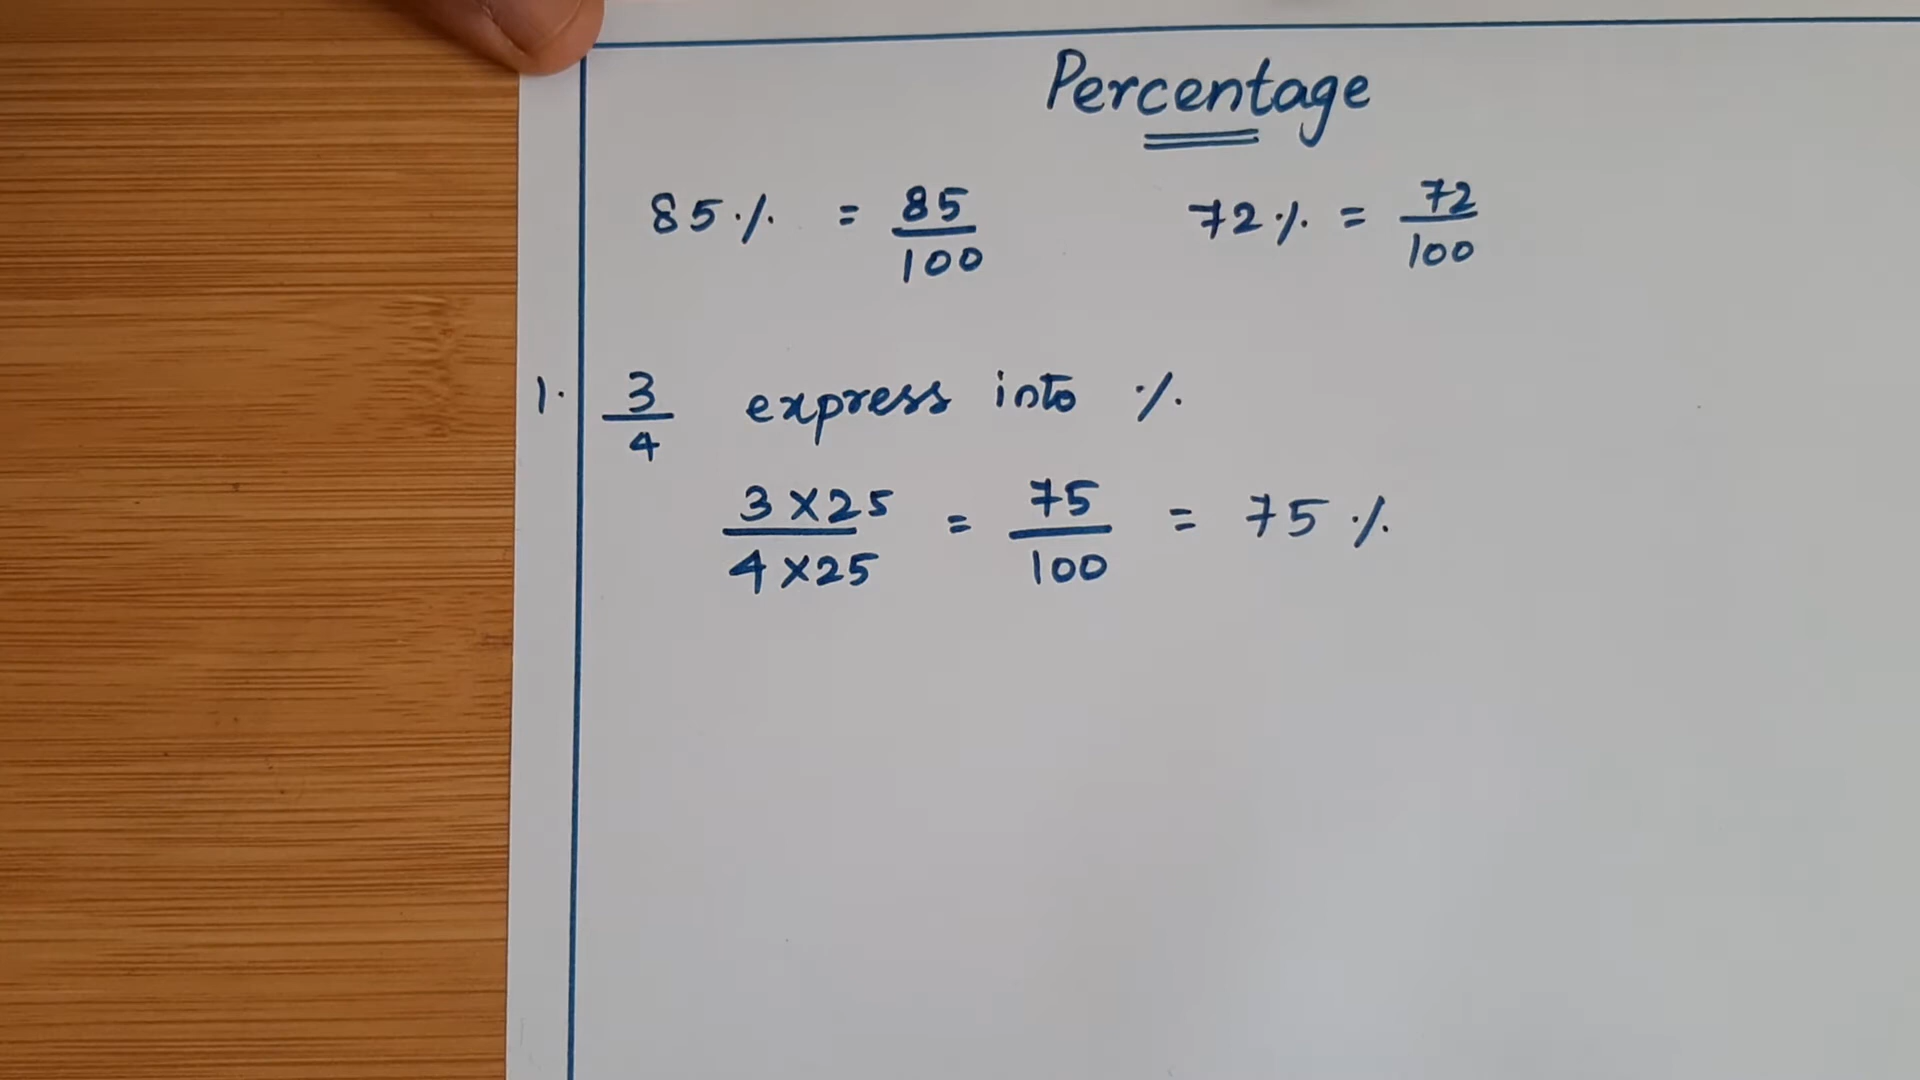 Percentage
85% = 85/100    72% = 72/100
1. 3/4 express into %
3×25/4×25 = 75/100 = 75%